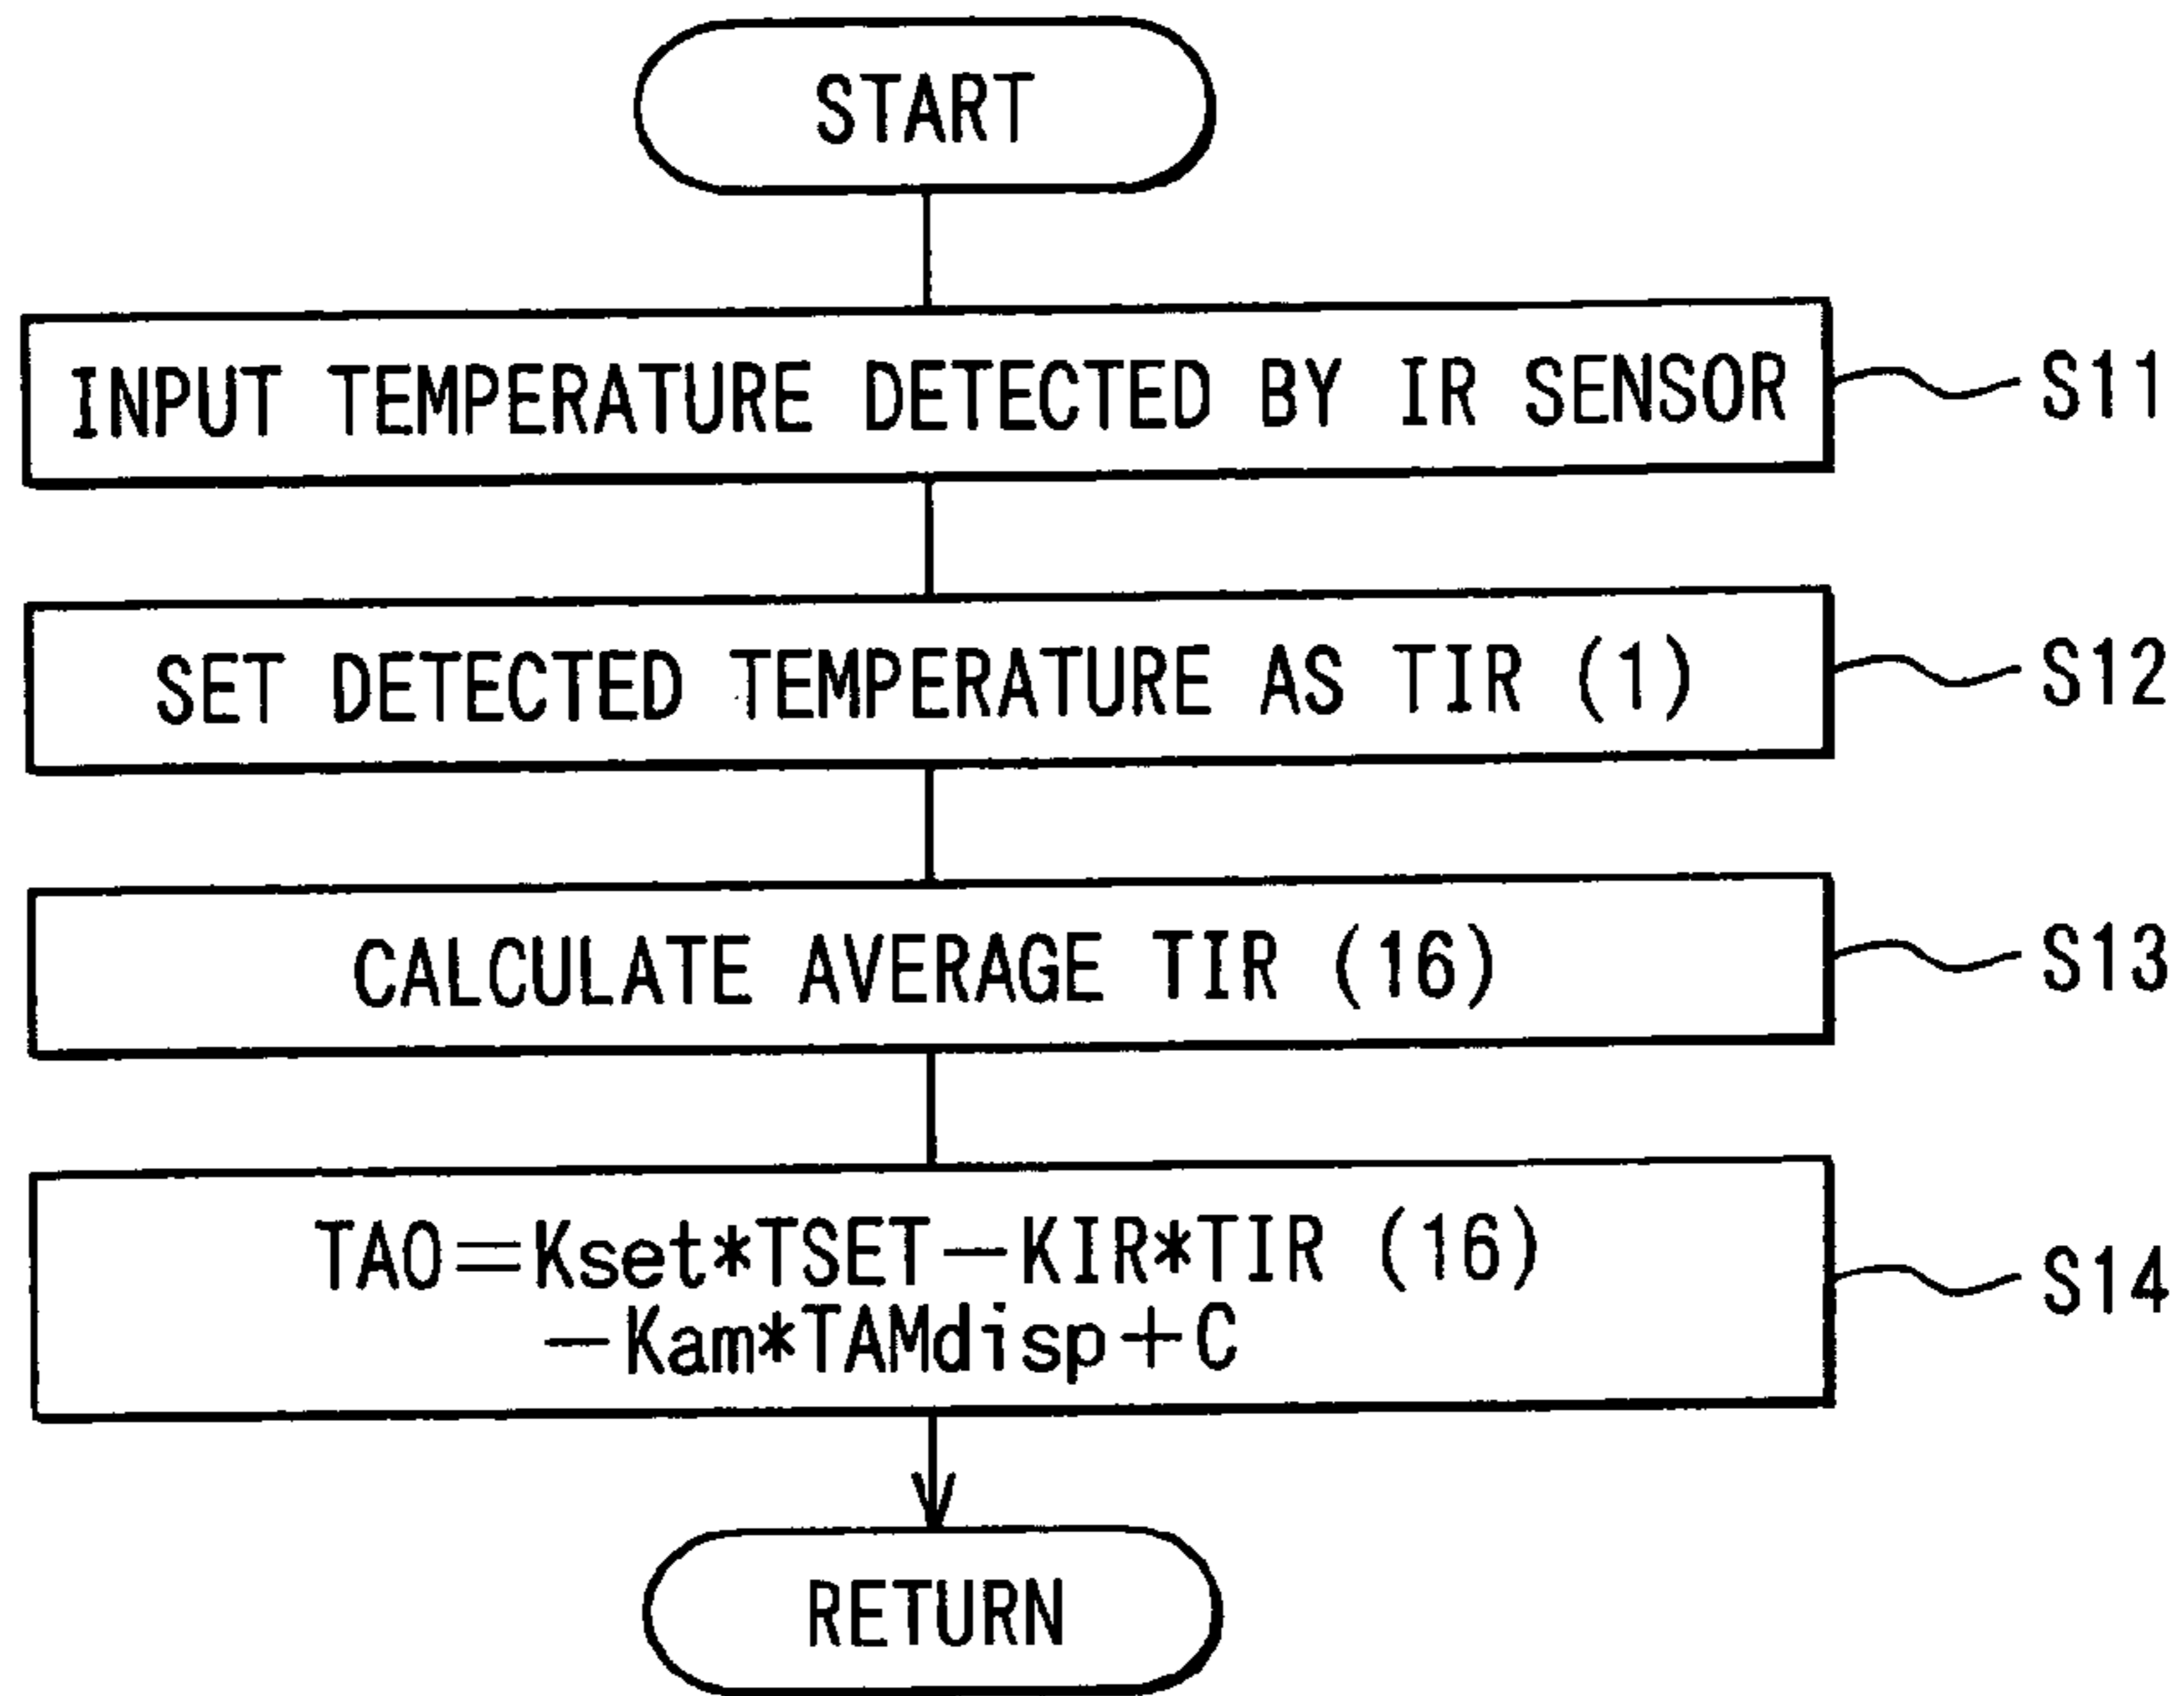 START
INPUT TEMPERATURE DETECTED BY IR SENSOR
S11
SET DETECTED TEMPERATURE AS TIR (1)
S12
CALCULATE AVERAGE TIR (16)
S13
TAO=Kset*TSET-KIR*TIR (16)
-Kam*TAMdisp+C
S14
RETURN